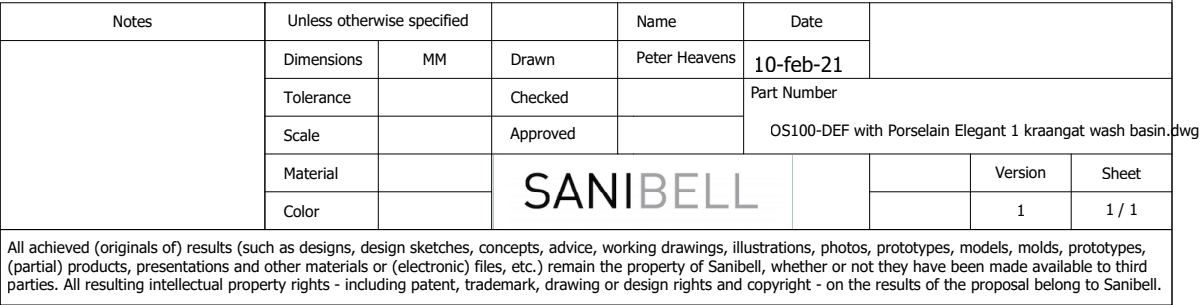 Notes
Unless otherwise specified
Name
Date
Dimensions
MM
Drawn
Peter Heavens
10-feb-21
Tolerance
Checked
Part Number
Scale
Approved
OS100-DEF with Porselain Elegant 1 kraangat wash basin.dwg
Material
SANIBELL
Version
Sheet
Color
1
1 / 1
All achieved (originals of) results (such as designs, design sketches, concepts, advice, working drawings, illustrations, photos, prototypes, models, molds, prototypes,
(partial) products, presentations and other materials or (electronic) files, etc.) remain the property of Sanibell, whether or not they have been made available to third
parties. All resulting intellectual property rights - including patent, trademark, drawing or design rights and copyright - on the results of the proposal belong to Sanibell.